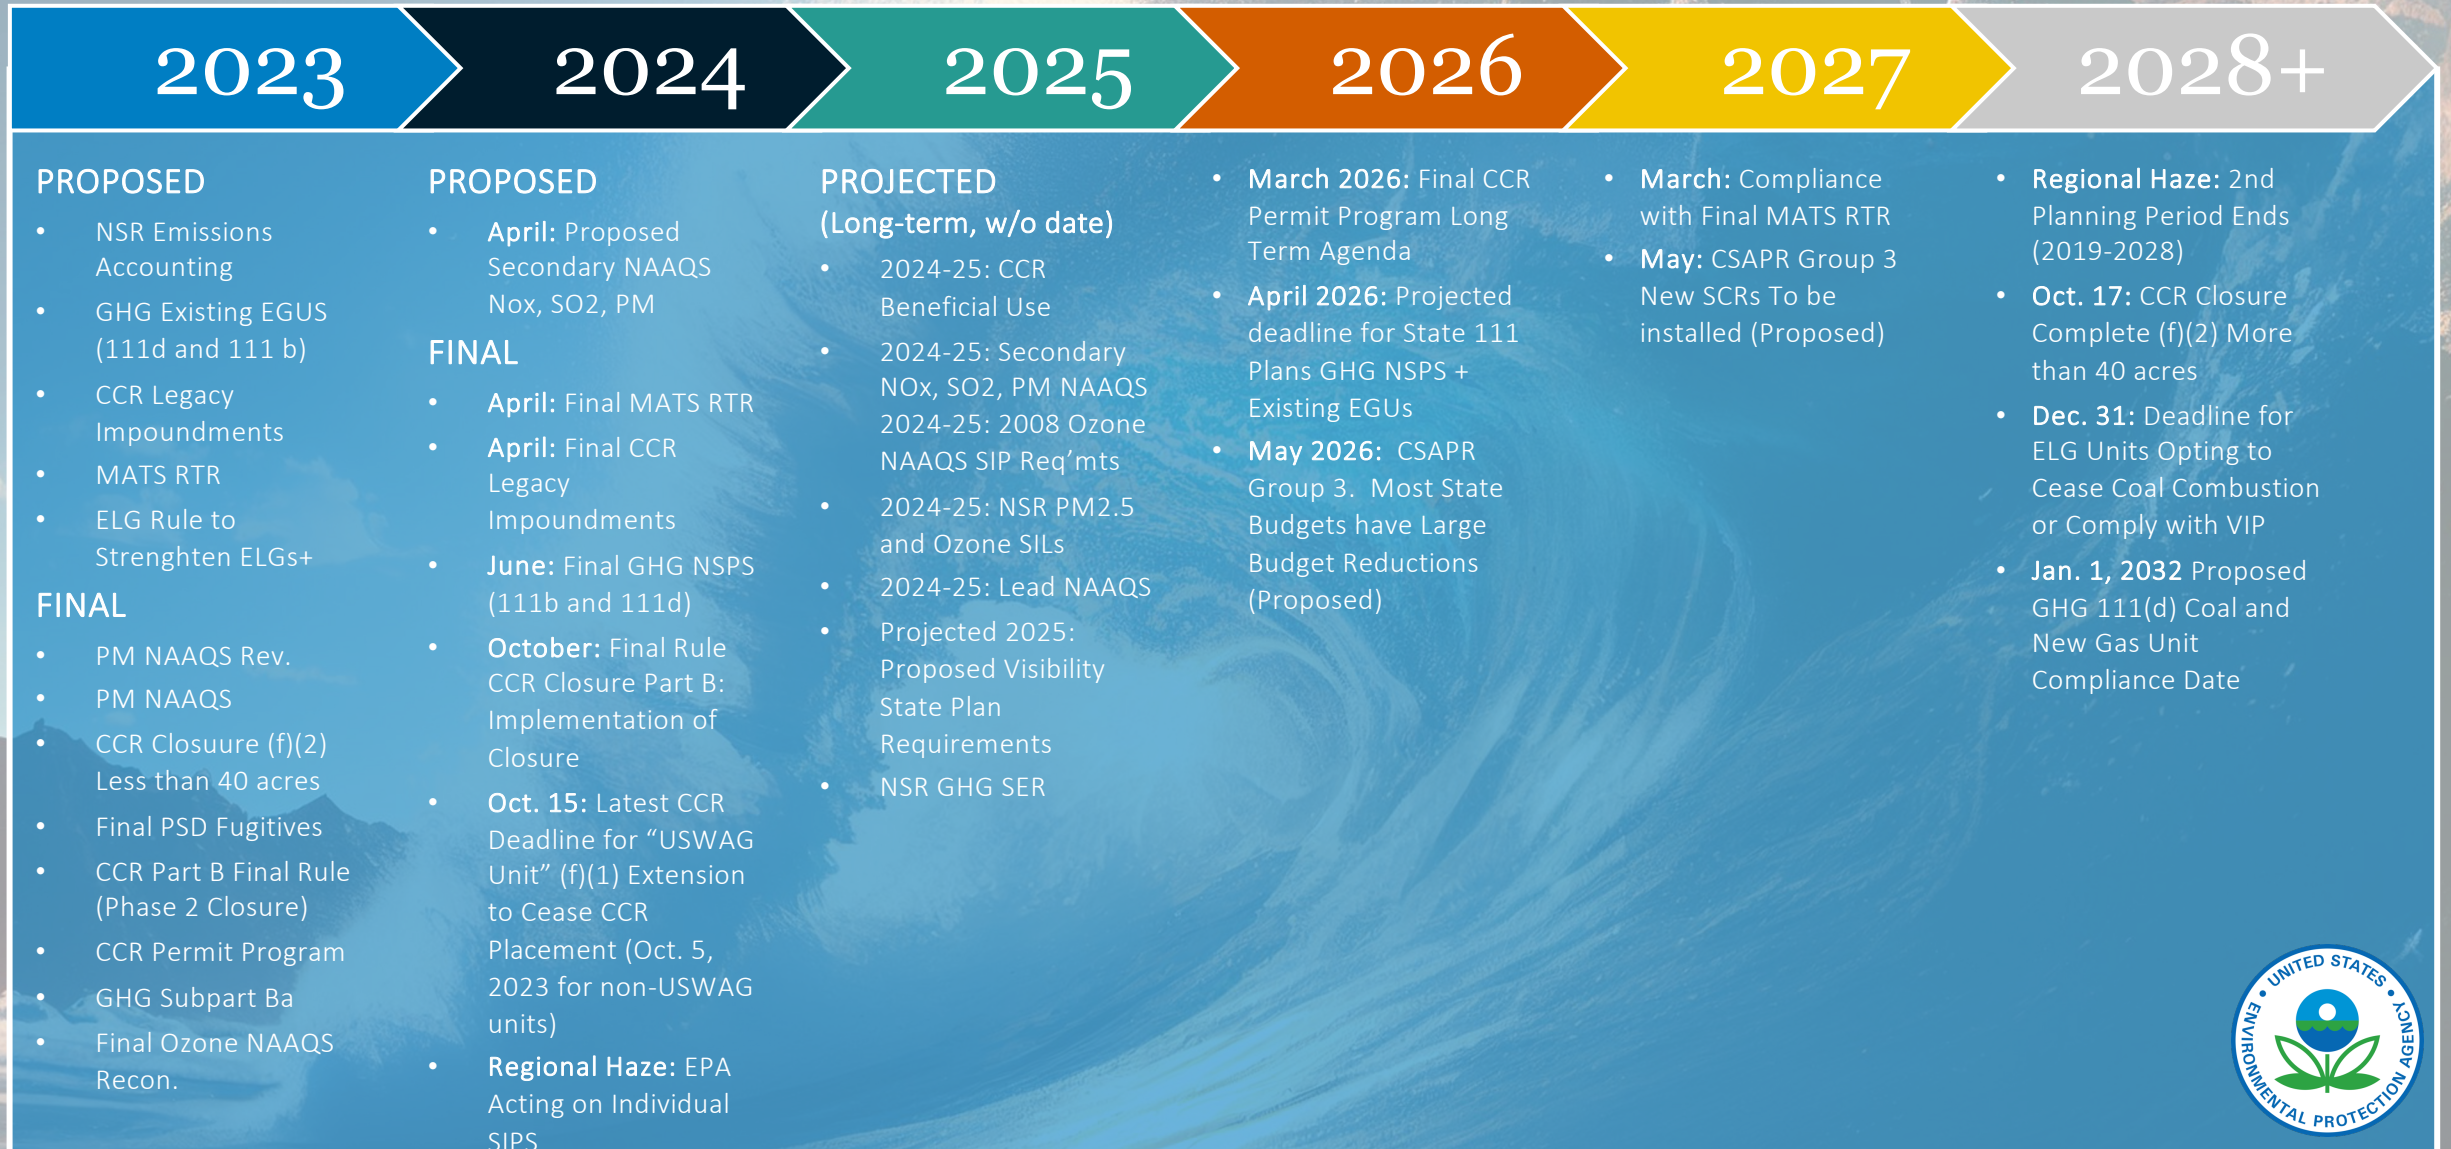 2023
2024
2025
2026
2027
2028+
PROPOSED
• NSR Emissions
Accounting
• GHG Existing EGUS
(111d and 111 b)
• CCR Legacy
Impoundments
• MATS RTR
• ELG Rule to
Strenghten ELGs+
FINAL
• PM NAAQS Rev.
• PM NAAQS
• CCR Closuure (f)(2)
Less than 40 acres
• Final PSD Fugitives
• CCR Part B Final Rule
(Phase 2 Closure)
• CCR Permit Program
• GHG Subpart Ba
• Final Ozone NAAQS
Recon.
PROPOSED
• April: Proposed
Secondary NAAQS
Nox, SO2, PM
FINAL
• April: Final MATS RTR
• April: Final CCR
Legacy
Impoundments
• June: Final GHG NSPS
(111b and 111d)
• October: Final Rule
CCR Closure Part B:
Implementation of
Closure
• Oct. 15: Latest CCR
Deadline for “USWAG
Unit” (f)(1) Extension
to Cease CCR
Placement (Oct. 5,
2023 for non-USWAG
units)
• Regional Haze: EPA
Acting on Individual
SIPS
PROJECTED
(Long-term, w/o date)
• 2024-25: CCR
Beneficial Use
• 2024-25: Secondary
NOx, SO2, PM NAAQS
2024-25: 2008 Ozone
NAAQS SIP Req’mts
• 2024-25: NSR PM2.5
and Ozone SILs
• 2024-25: Lead NAAQS
• Projected 2025:
Proposed Visibility
State Plan
Requirements
• NSR GHG SER
• March 2026: Final CCR
Permit Program Long
Term Agenda
• April 2026: Projected
deadline for State 111
Plans GHG NSPS +
Existing EGUs
• May 2026: CSAPR
Group 3. Most State
Budgets have Large
Budget Reductions
(Proposed)
• March: Compliance
with Final MATS RTR
• May: CSAPR Group 3
New SCRs To be
installed (Proposed)
• Regional Haze: 2nd
Planning Period Ends
(2019-2028)
• Oct. 17: CCR Closure
Complete (f)(2) More
than 40 acres
• Dec. 31: Deadline for
ELG Units Opting to
Cease Coal Combustion
or Comply with VIP
• Jan. 1, 2032 Proposed
GHG 111(d) Coal and
New Gas Unit
Compliance Date
• UNITED STATES •
ENVIRONMENTAL PROTECTION AGENCY